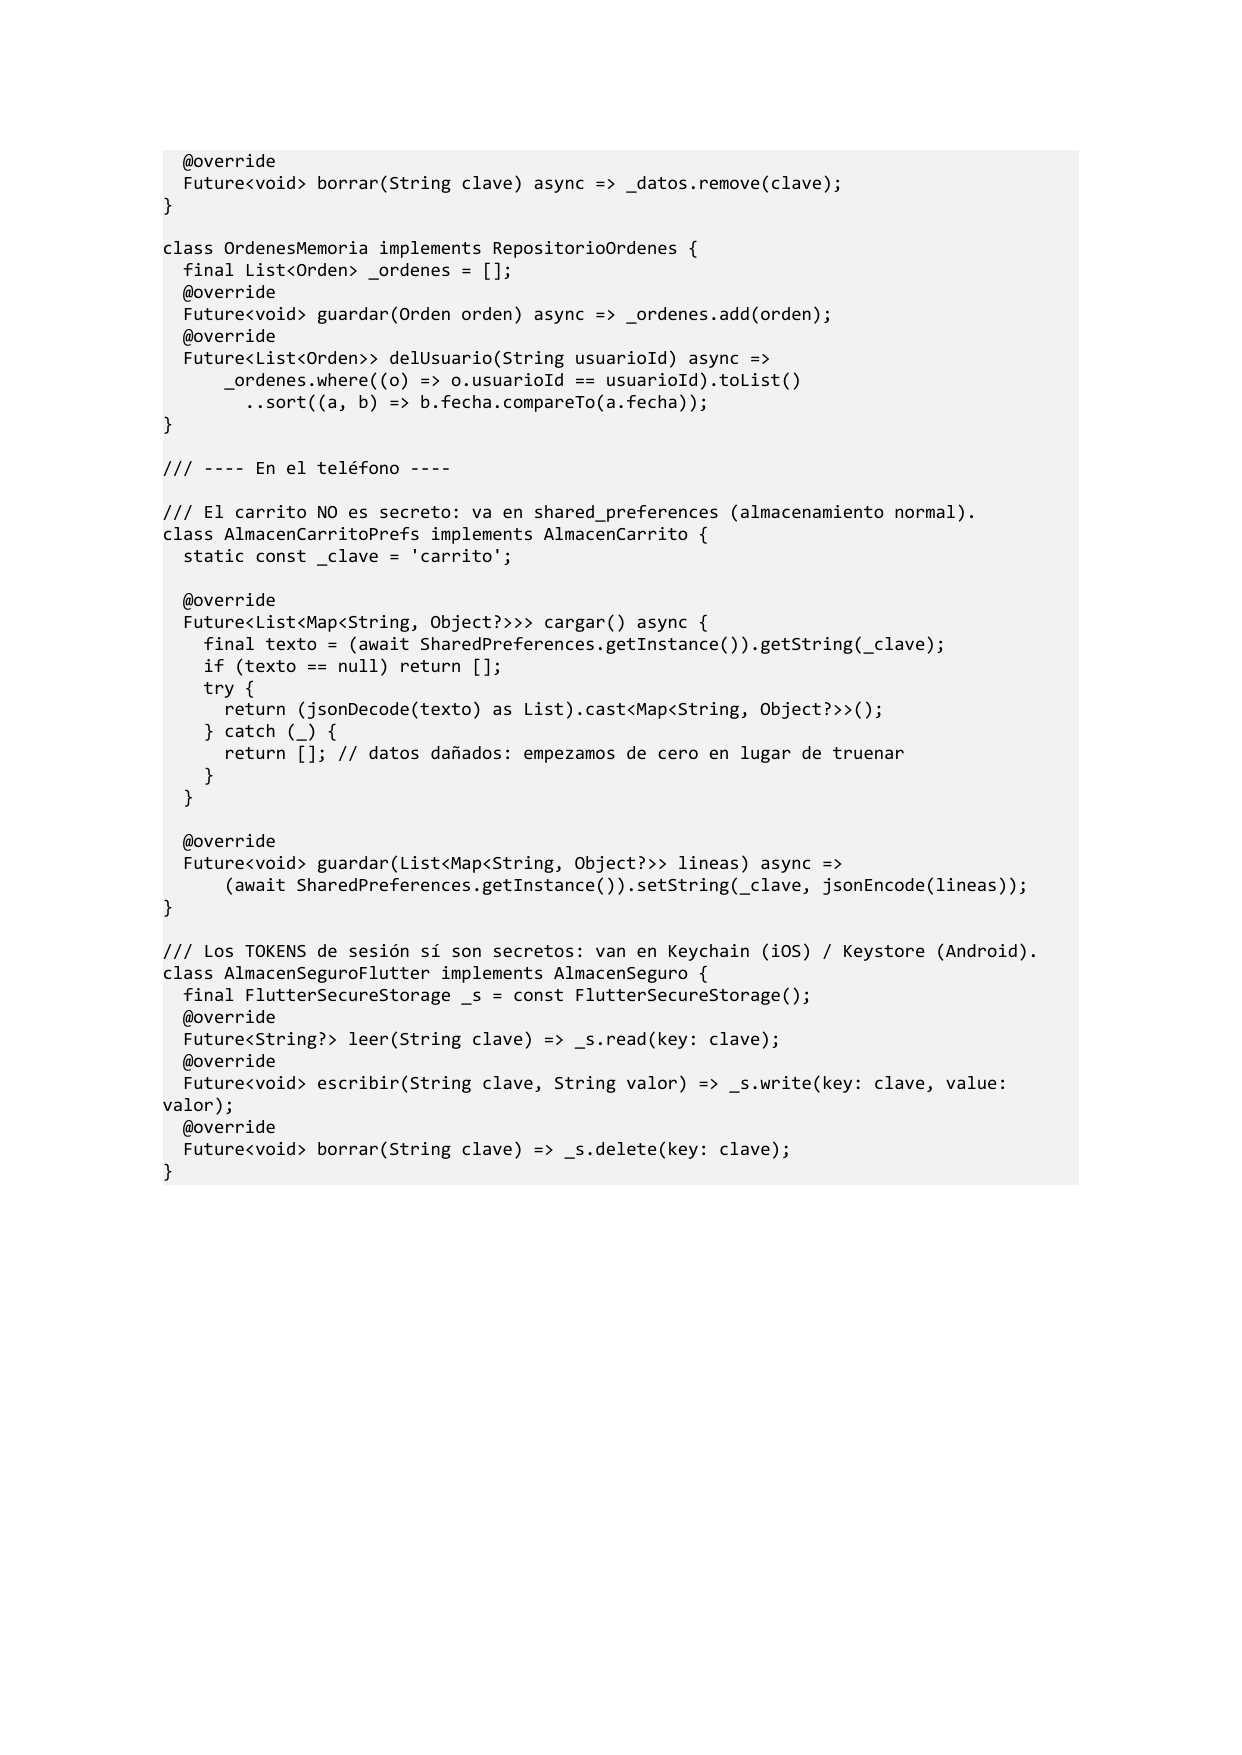 @override
  Future<void> borrar(String clave) async => _datos.remove(clave);
}

class OrdenesMemoria implements RepositorioOrdenes {
  final List<Orden> _ordenes = [];
  @override
  Future<void> guardar(Orden orden) async => _ordenes.add(orden);
  @override
  Future<List<Orden>> delUsuario(String usuarioId) async =>
      _ordenes.where((o) => o.usuarioId == usuarioId).toList()
        ..sort((a, b) => b.fecha.compareTo(a.fecha));
}

/// ---- En el teléfono ----

/// El carrito NO es secreto: va en shared_preferences (almacenamiento normal).
class AlmacenCarritoPrefs implements AlmacenCarrito {
  static const _clave = 'carrito';

  @override
  Future<List<Map<String, Object?>>> cargar() async {
    final texto = (await SharedPreferences.getInstance()).getString(_clave);
    if (texto == null) return [];
    try {
      return (jsonDecode(texto) as List).cast<Map<String, Object?>>();
    } catch (_) {
      return []; // datos dañados: empezamos de cero en lugar de truenar
    }
  }

  @override
  Future<void> guardar(List<Map<String, Object?>> lineas) async =>
      (await SharedPreferences.getInstance()).setString(_clave, jsonEncode(lineas));
}

/// Los TOKENS de sesión sí son secretos: van en Keychain (iOS) / Keystore (Android).
class AlmacenSeguroFlutter implements AlmacenSeguro {
  final FlutterSecureStorage _s = const FlutterSecureStorage();
  @override
  Future<String?> leer(String clave) => _s.read(key: clave);
  @override
  Future<void> escribir(String clave, String valor) => _s.write(key: clave, value:
valor);
  @override
  Future<void> borrar(String clave) => _s.delete(key: clave);
}